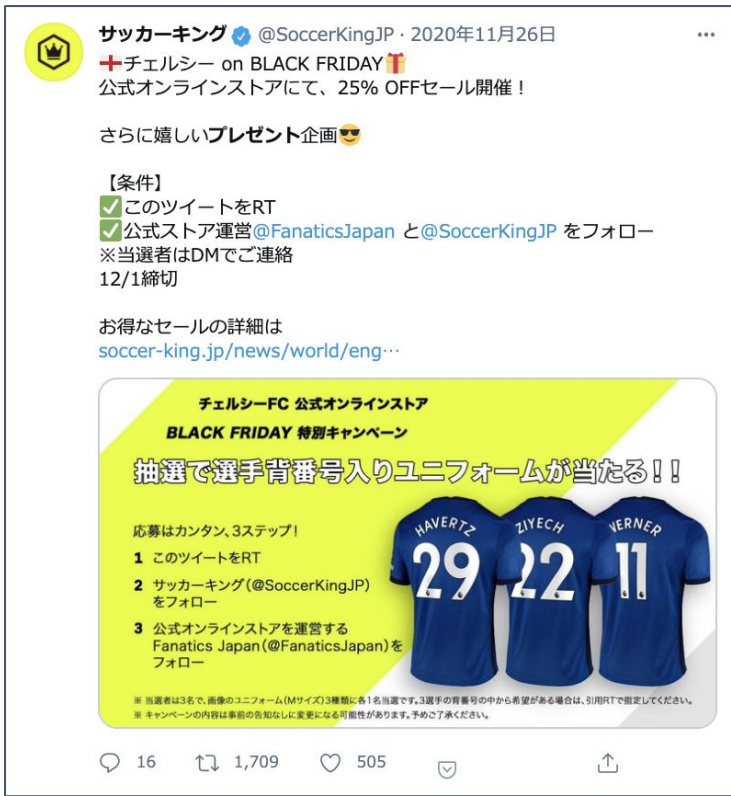 サッカーキング @SoccerKingJP · 2020年11月26日
チェルシー on BLACK FRIDAY🎁
公式オンラインストアにて、25% OFFセール開催！
さらに嬉しいプレゼント企画😎
【条件】
✅このツイートをRT
✅公式ストア運営@FanaticsJapan と@SoccerKingJP をフォロー
※当選者はDMでご連絡
12/1締切
お得なセールの詳細は
soccer-king.jp/news/world/eng…
チェルシーFC 公式オンラインストア
BLACK FRIDAY 特別キャンペーン
抽選で選手背番号入りユニフォームが当たる!!
応募はカンタン、3ステップ!
1 このツイートをRT
2 サッカーキング(@SoccerKingJP)
をフォロー
3 公式オンラインストアを運営する
Fanatics Japan(@FanaticsJapan)を
フォロー
HAVERTZ
29
ZIYECH
22
WERNER
11
※ 当選者は3名で、画像のユニフォーム(Mサイズ)3種類に各1名当選です。3選手の背番号の中から希望がある場合は、引用RTで指定してください。
※ キャンペーンの内容は事前の告知なしに変更になる可能性があります。予めご了承ください。
16 1,709 505